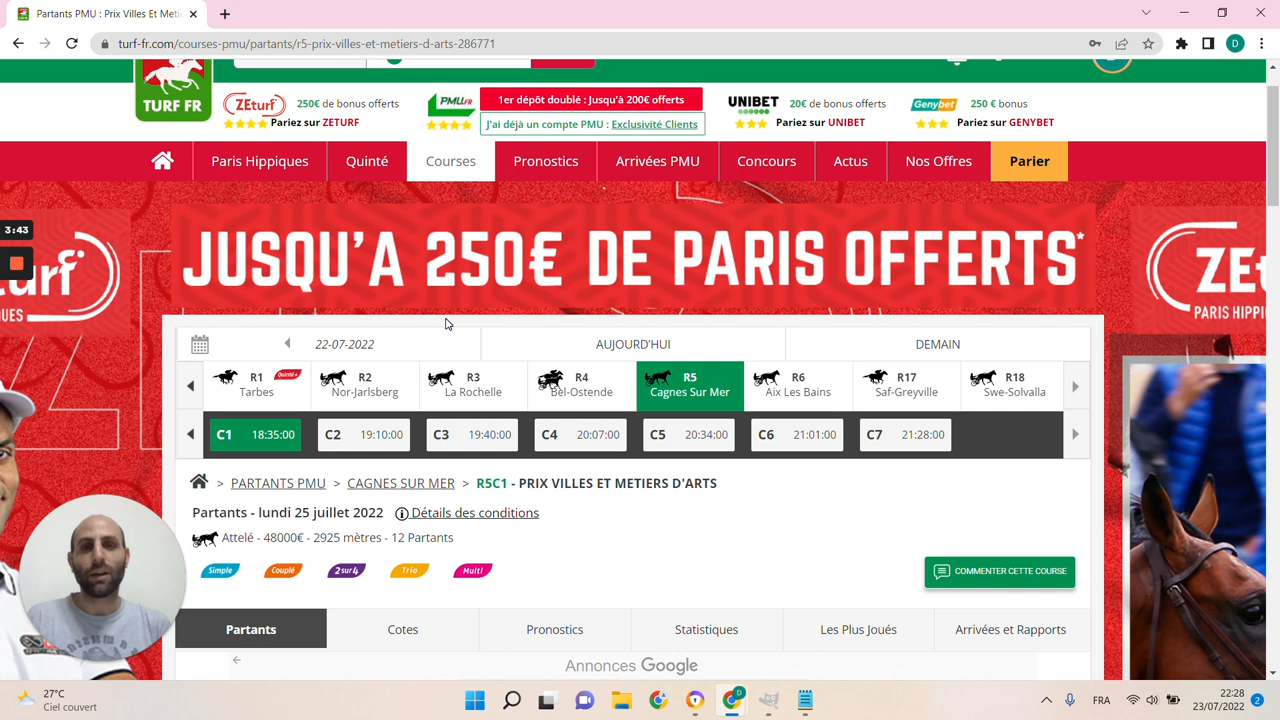 Partants PMU : Prix Villes Et Meti
turf-fr.com/courses-pmu/partants/r5-prix-villes-et-metiers-d-arts-286771
D
TURF FR
ZEturf
250€ de bonus offerts
Pariez sur ZETURF
PMU.FR
1er dépôt doublé : Jusqu'à 200€ offerts
J'ai déjà un compte PMU : Exclusivité Clients
UNIBET
20€ de bonus offerts
Pariez sur UNIBET
Genybet
250 € bonus
Pariez sur GENYBET
Paris Hippiques
Quinté
Courses
Pronostics
Arrivées PMU
Concours
Actus
Nos Offres
Parier
3:43
JUSQU'A 250€ DE PARIS OFFERTS*
eturf
IQUES
ZE
PARIS HIPPI
22-07-2022
AUJOURD'HUI
DEMAIN
R1 Quinté+
Tarbes
R2
Nor-Jarlsberg
R3
La Rochelle
R4
Bel-Ostende
R5
Cagnes Sur Mer
R6
Aix Les Bains
R17
Saf-Greyville
R18
Swe-Solvalla
C1 18:35:00
C2 19:10:00
C3 19:40:00
C4 20:07:00
C5 20:34:00
C6 21:01:00
C7 21:28:00
> PARTANTS PMU > CAGNES SUR MER > R5C1 - PRIX VILLES ET METIERS D'ARTS
Partants - lundi 25 juillet 2022 Détails des conditions
Attelé - 48000€ - 2925 mètres - 12 Partants
Simple
Couplé
2sur4
Trio
Multi
COMMENTER CETTE COURSE
Partants
Cotes
Pronostics
Statistiques
Les Plus Joués
Arrivées et Rapports
Annonces Google
27°C
Ciel couvert
D
FRA
22:28
23/07/2022
2